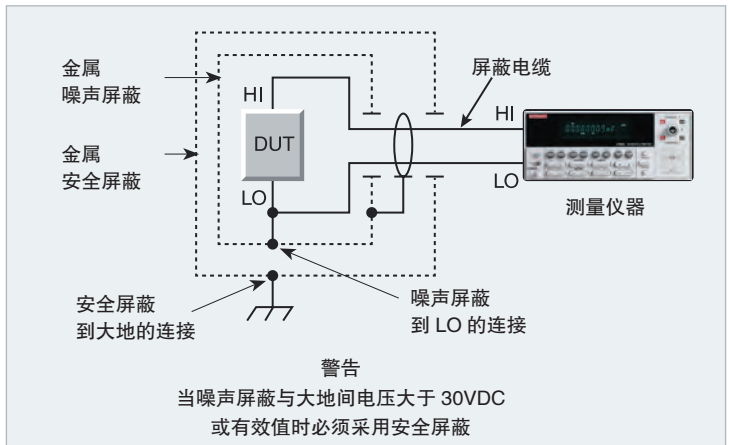 金属
噪声屏蔽
屏蔽电缆
HI
HI
DUT
金属
安全屏蔽
LO
LO
测量仪器
安全屏蔽
到大地的连接
噪声屏蔽
到 LO 的连接
警告
当噪声屏蔽与大地间电压大于 30VDC
或有效值时必须采用安全屏蔽